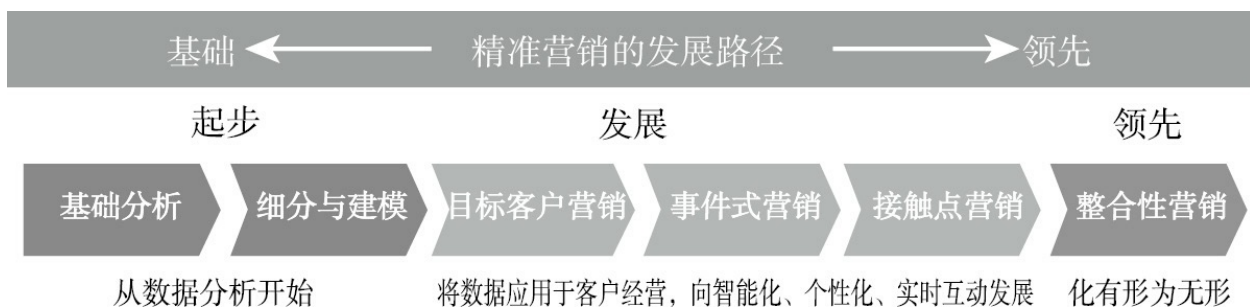 基础 精准营销的发展路径 领先
起步 发展 领先
基础分析 细分与建模 目标客户营销 事件式营销 接触点营销 整合性营销
从数据分析开始 将数据应用于客户经营，向智能化、个性化、实时互动发展 化有形为无形